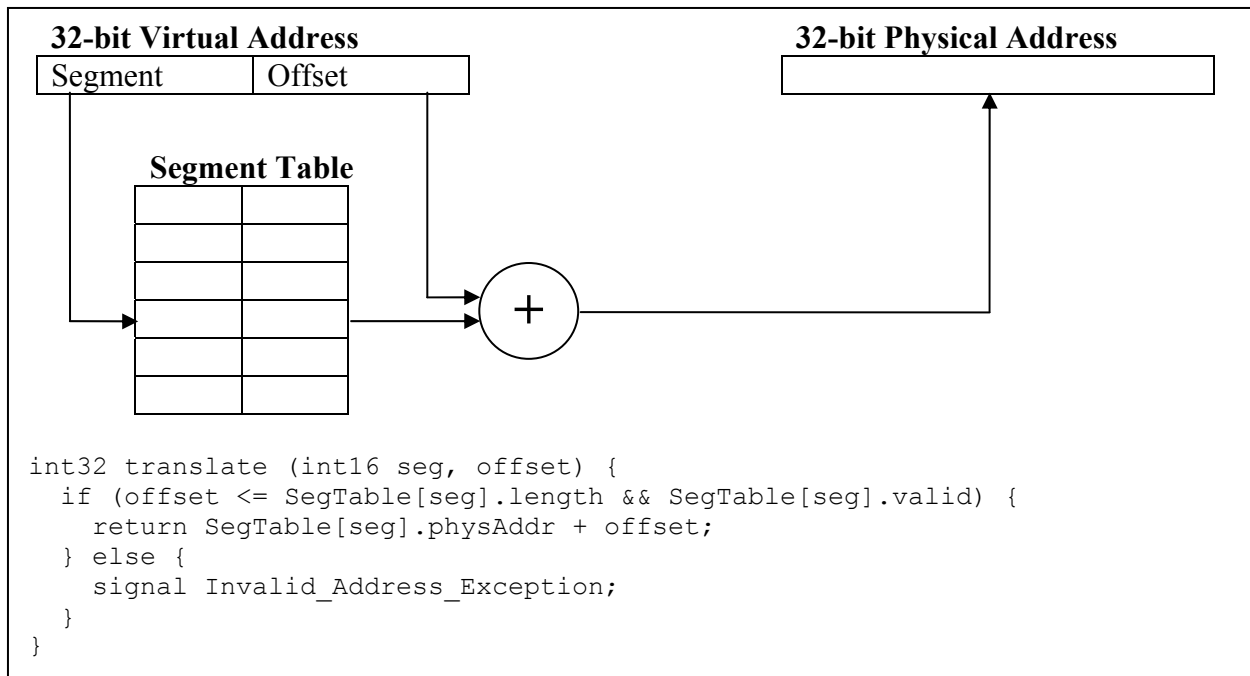 32-bit Virtual Address
32-bit Physical Address
Segment
Offset
Segment Table
+
int32 translate (int16 seg, offset) {
  if (offset <= SegTable[seg].length && SegTable[seg].valid) {
    return SegTable[seg].physAddr + offset;
  } else {
    signal Invalid_Address_Exception;
  }
}